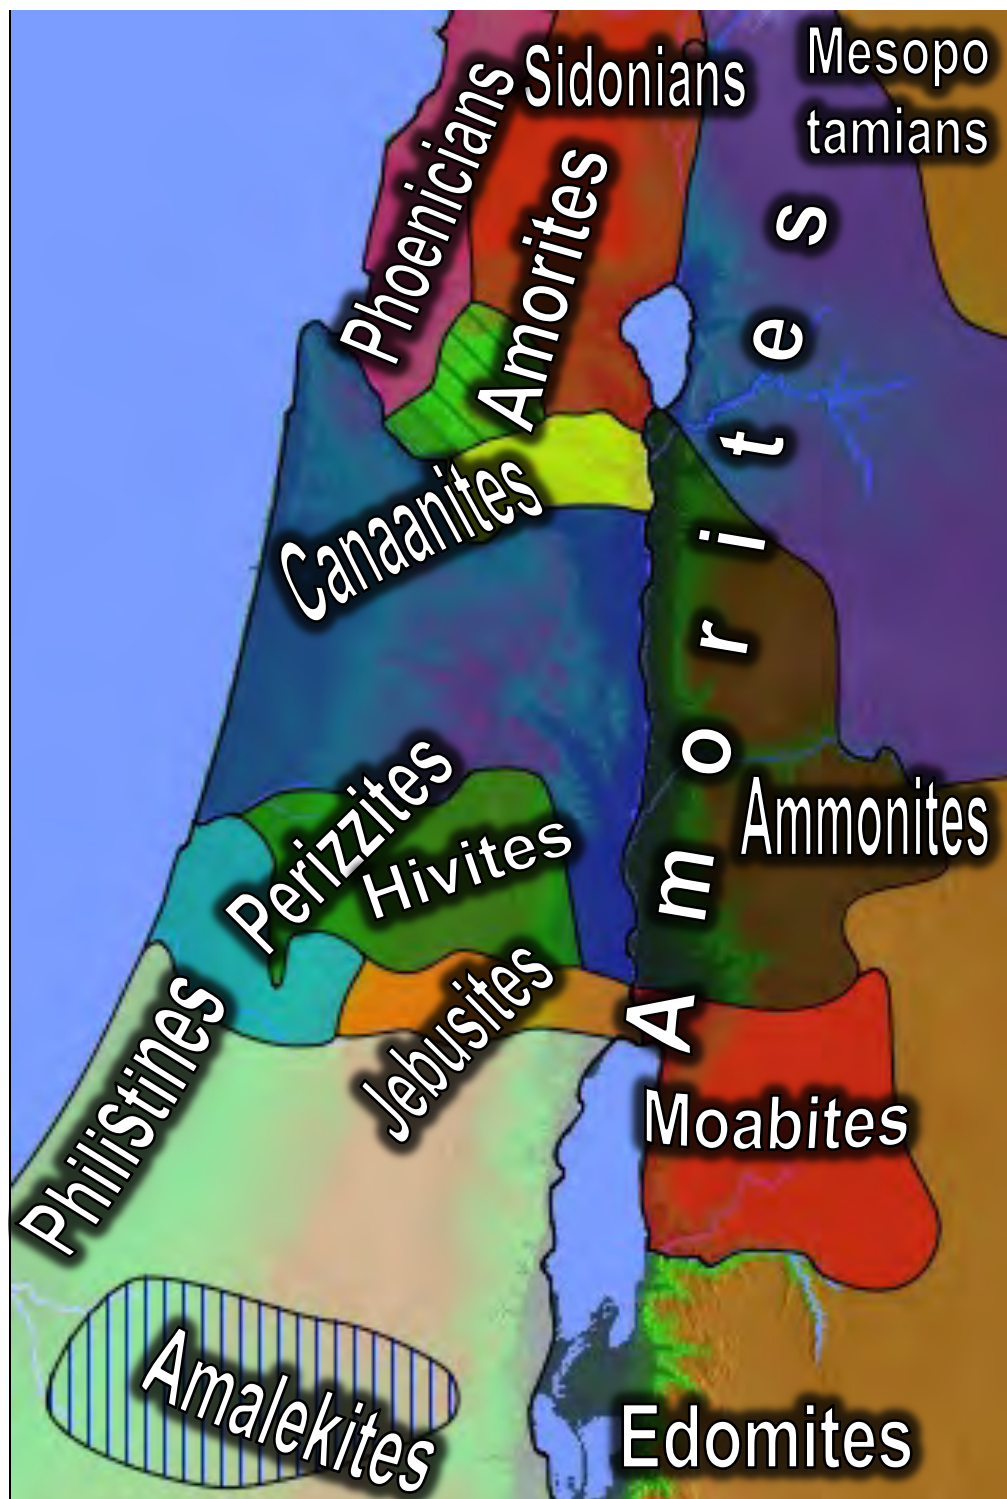 Mesopo
tamians
Sidonians
Phoenicians
Amorites
Amorites
Canaanites
Perizzites
Hivites
Ammonites
Jebusites
Philistines
Moabites
Amalekites
Edomites